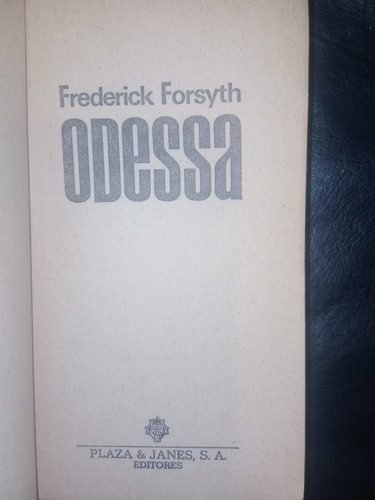 Frederick Forsyth
ODESSA
PLAZA & JANES, S. A.
EDITORES